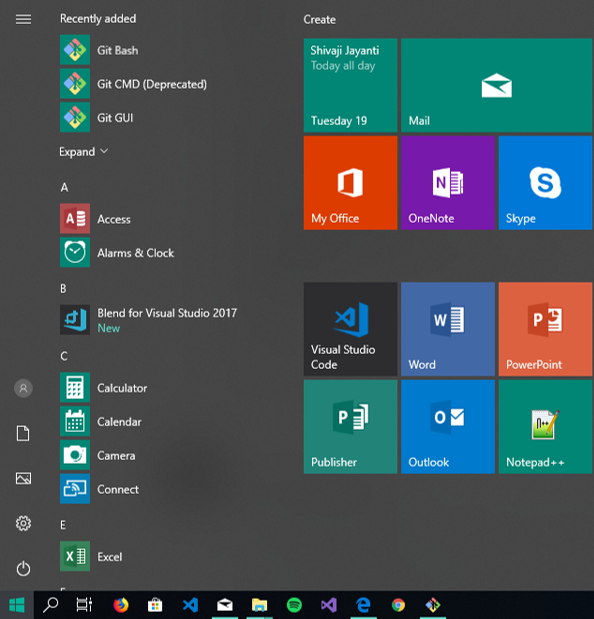 Recently added
Git Bash
Git CMD (Deprecated)
Git GUI
Expand
A
Access
Alarms & Clock
B
Blend for Visual Studio 2017
New
C
Calculator
Calendar
Camera
Connect
E
Excel
Create
Shivaji Jayanti
Today all day
Tuesday 19
Mail
My Office
OneNote
Skype
Visual Studio
Code
Word
PowerPoint
Publisher
Outlook
Notepad++